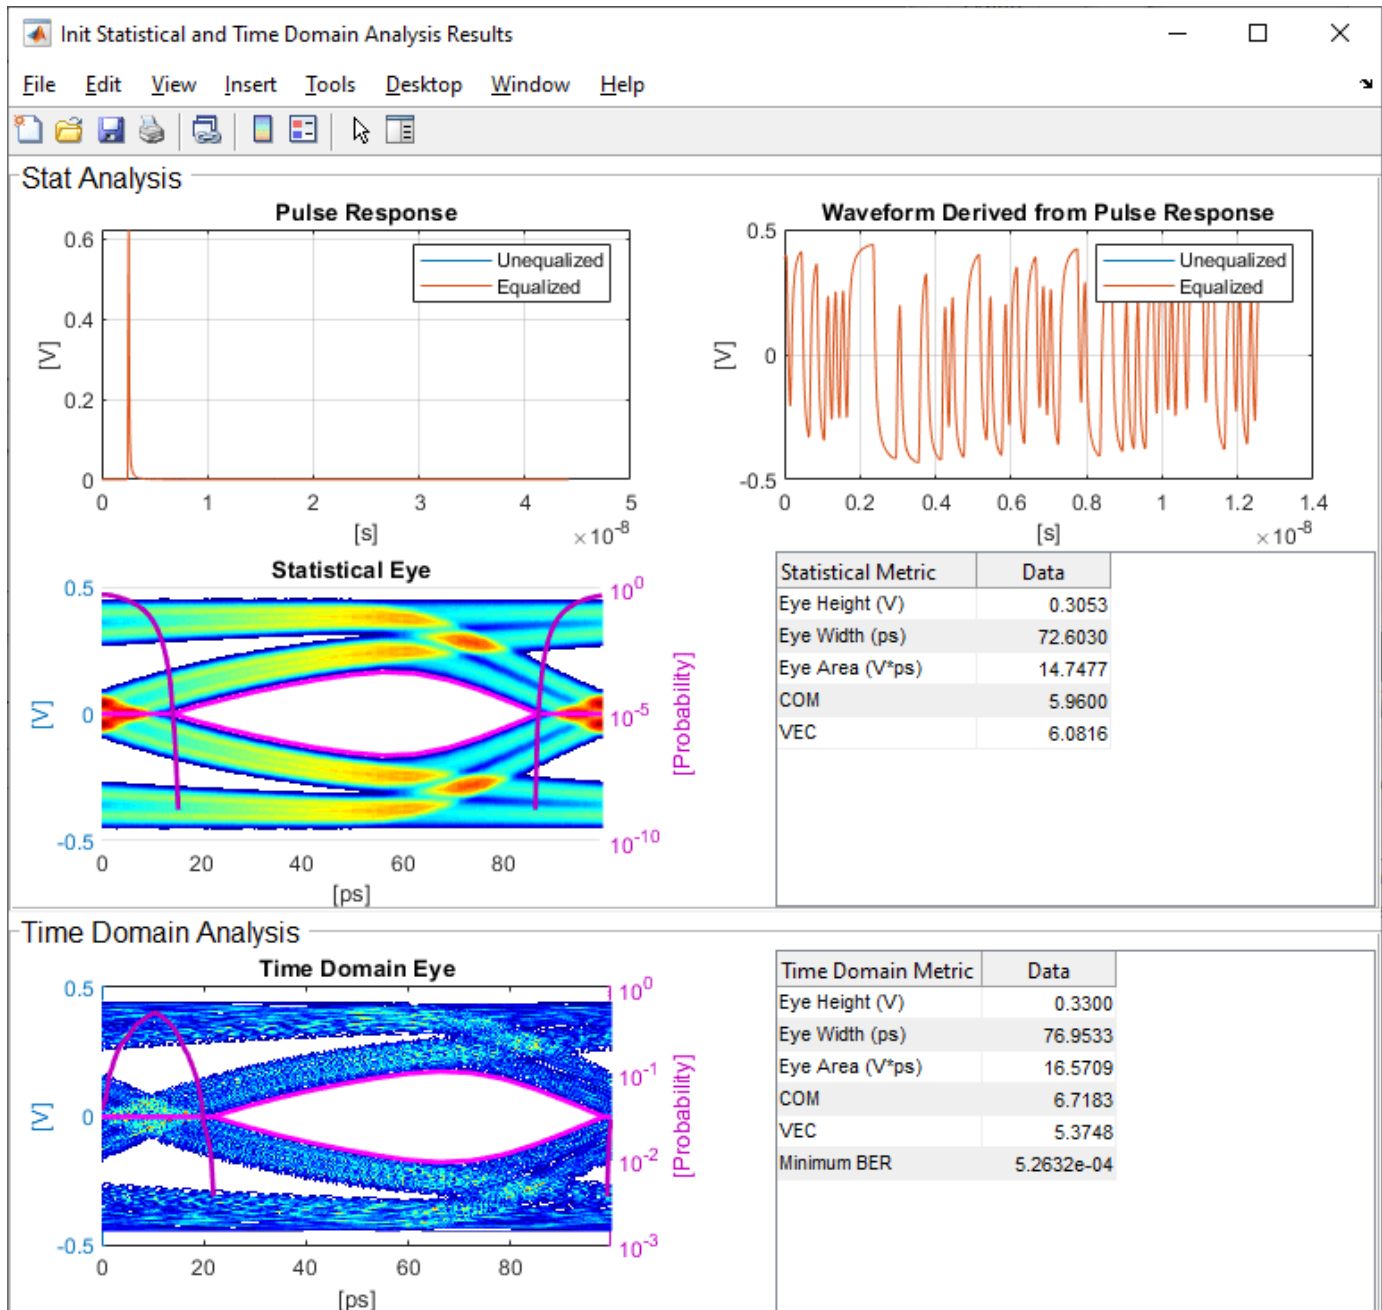 Init Statistical and Time Domain Analysis Results
File Edit View Insert Tools Desktop Window Help
Stat Analysis
Pulse Response
0.6
0.4
0.2
0
[V]
Unequalized
Equalized
0 1 2 3 4 5
[s]
×10-8
Waveform Derived from Pulse Response
0.5
0
-0.5
[V]
Unequalized
Equalized
0 0.2 0.4 0.6 0.8 1 1.2 1.4
[s]
×10-8
Statistical Eye
0.5
0
-0.5
[V]
10^0
10^-5
10^-10
[Probability]
0 20 40 60 80
[ps]
Statistical Metric Data
Eye Height (V) 0.3053
Eye Width (ps) 72.6030
Eye Area (V*ps) 14.7477
COM 5.9600
VEC 6.0816
Time Domain Analysis
Time Domain Eye
0.5
0
-0.5
[V]
10^0
10^-1
10^-2
10^-3
[Probability]
0 20 40 60 80
[ps]
Time Domain Metric Data
Eye Height (V) 0.3300
Eye Width (ps) 76.9533
Eye Area (V*ps) 16.5709
COM 6.7183
VEC 5.3748
Minimum BER 5.2632e-04